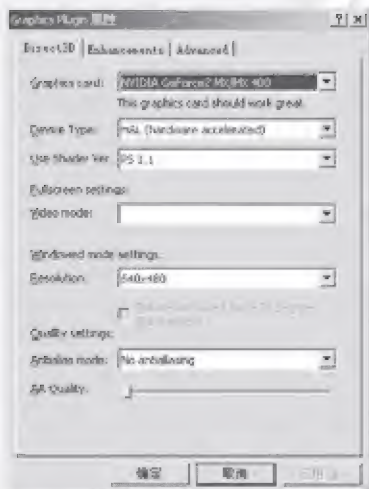 Graphics Plugin 属性
Direct3D Enhancements Advanced
Graphics card: NVIDIA GeForce2 MX/MX 400
This graphics card should work great.
Device Type: HAL (hardware accelerated)
Use Shader Ver PS 1.1
Fullscreen settings:
Video mode:
Windowed mode settings:
Resolution: 640x480
Quality settings:
Antialias mode: No antialiasing
AA Quality:
确定 取消